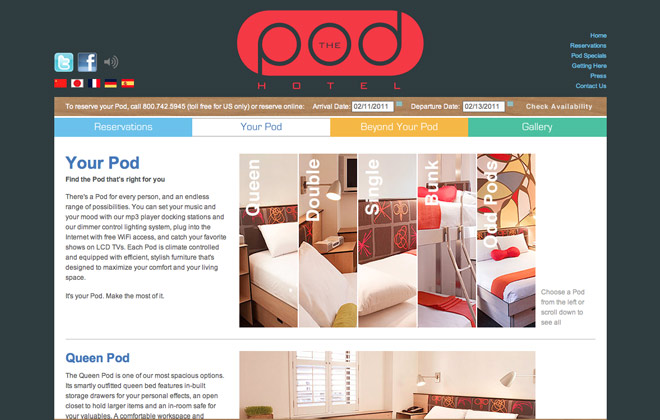 THE
pod
HOTEL
Home
Reservations
Pod Specials
Getting Here
Press
Contact Us
To reserve your Pod, call 800.742.5945 (toll free for US only) or reserve online: Arrival Date: 02/11/2011 Departure Date: 02/13/2011 Check Availability
Reservations Your Pod Beyond Your Pod Gallery
Your Pod
Find the Pod that's right for you
There's a Pod for every person, and an endless
range of possibilities. You can set your music and
your mood with our mp3 player docking stations and
our dimmer control lighting system, plug into the
Internet with free WiFi access, and catch your favorite
shows on LCD TVs. Each Pod is climate controlled
and equipped with efficient, stylish furniture that's
designed to maximize your comfort and your living
space.
It's your Pod. Make the most of it.
Queen
Double
Single
Bunk
Odd Pods
Choose a Pod
from the left or
scroll down to
see all
Queen Pod
The Queen Pod is one of our most spacious options.
Its smartly outfitted queen bed features in-built
storage drawers for your personal effects, an open
closet to hold larger items and an in-room safe for
your valuables. A comfortable workspace and